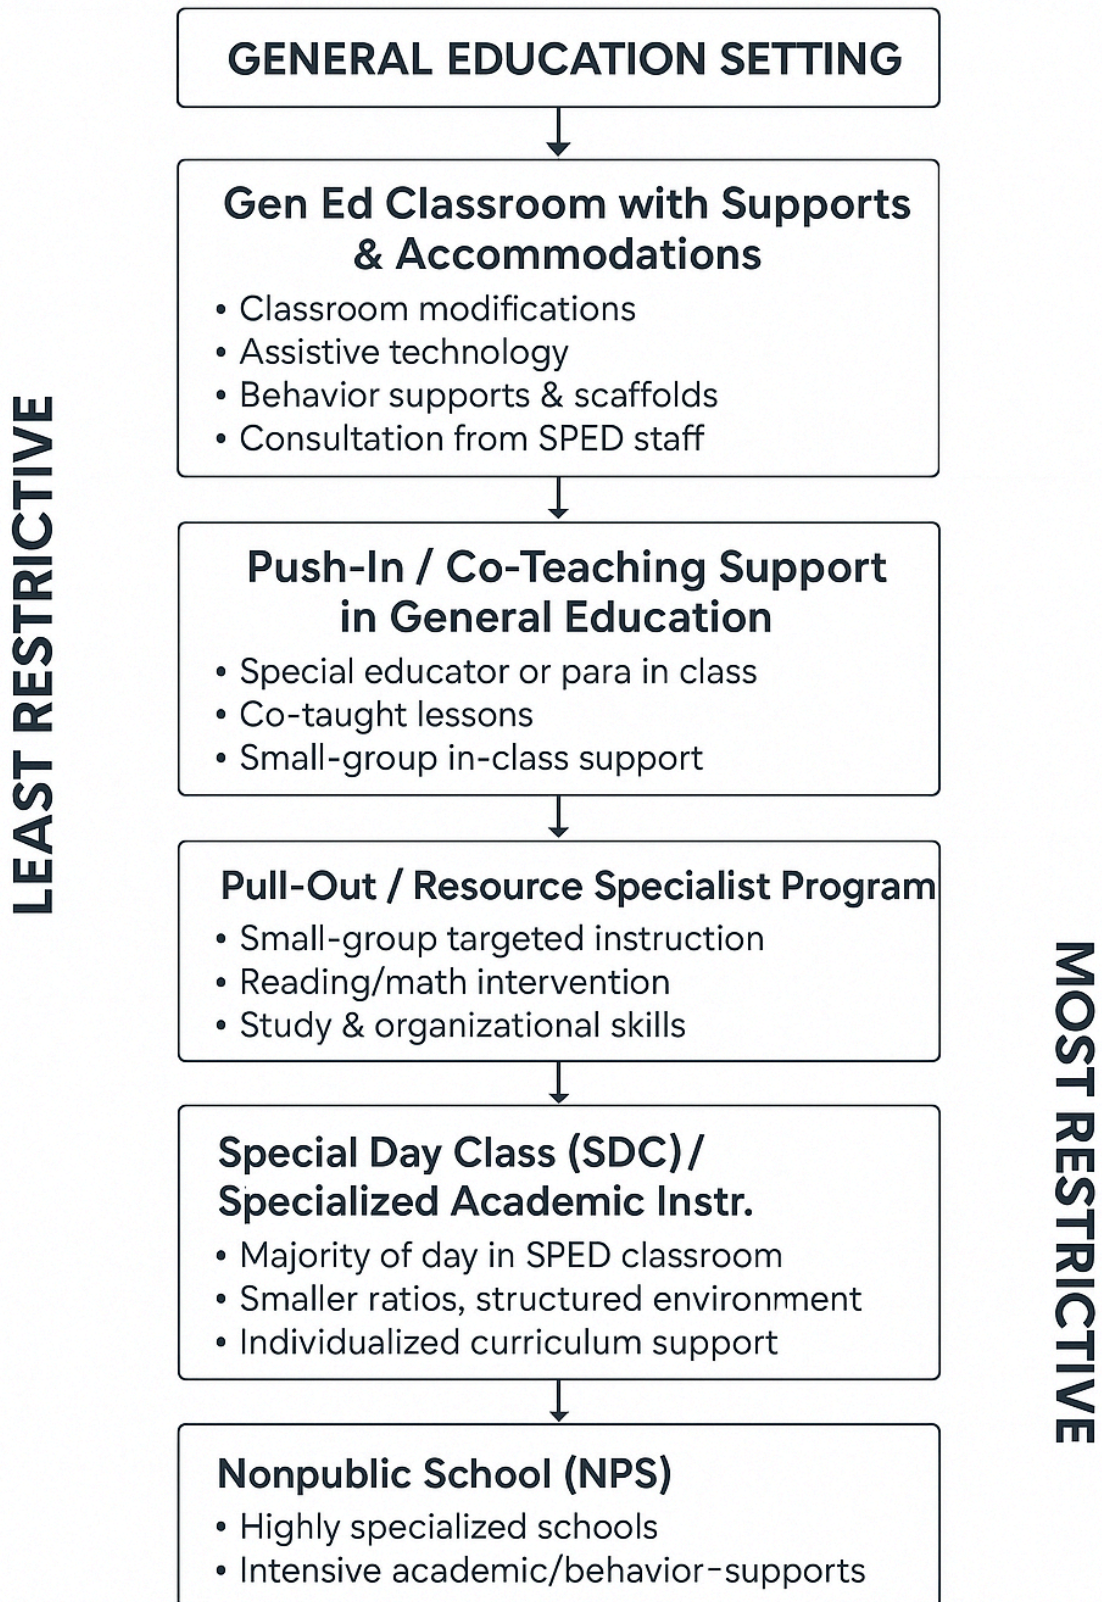 GENERAL EDUCATION SETTING
Gen Ed Classroom with Supports
& Accommodations
• Classroom modifications
• Assistive technology
• Behavior supports & scaffolds
• Consultation from SPED staff
LEAST RESTRICTIVE
Push-In / Co-Teaching Support
in General Education
• Special educator or para in class
• Co-taught lessons
• Small-group in-class support
Pull-Out / Resource Specialist Program
• Small-group targeted instruction
• Reading/math intervention
• Study & organizational skills
MOST RESTRICTIVE
Special Day Class (SDC)/
Specialized Academic Instr.
• Majority of day in SPED classroom
• Smaller ratios, structured environment
• Individualized curriculum support
Nonpublic School (NPS)
• Highly specialized schools
• Intensive academic/behavior-supports